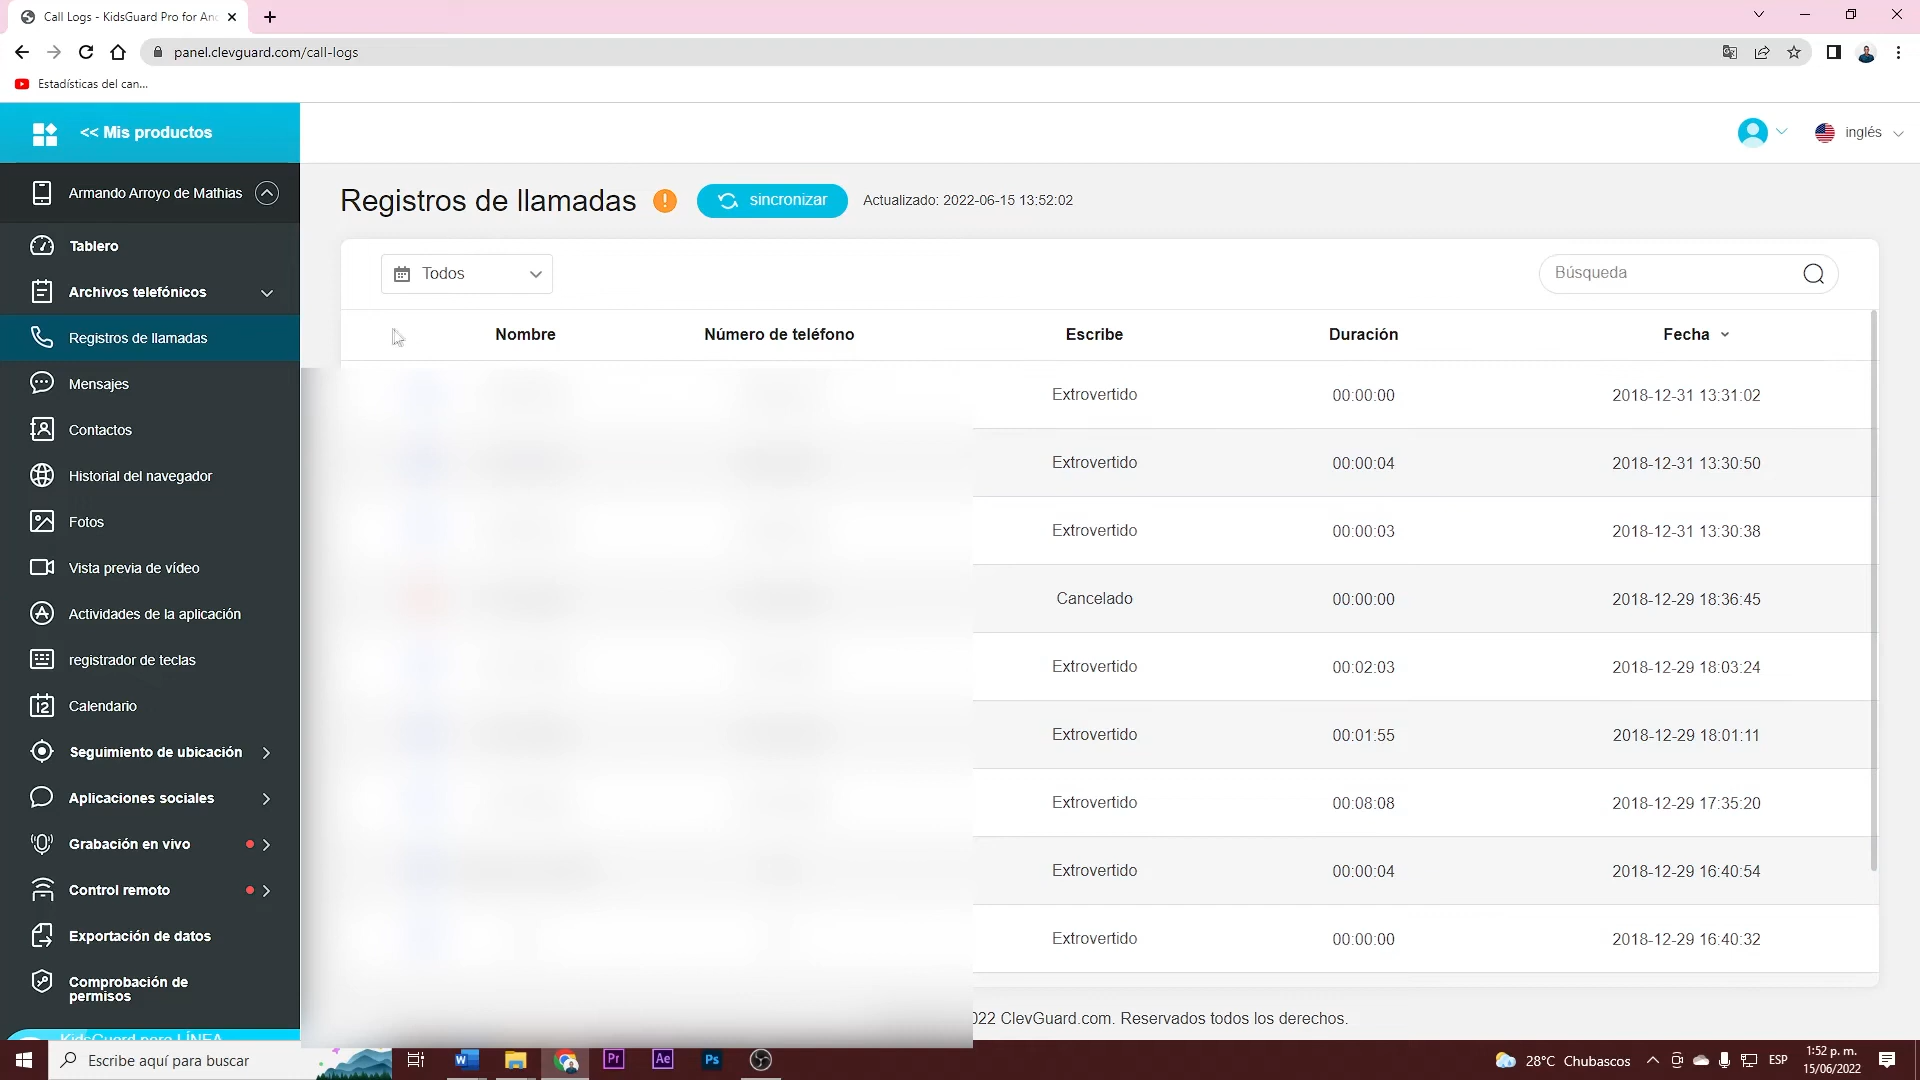 Call Logs - KidsGuard Pro for An
panel.clevguard.com/call-logs
Estadísticas del can...
<< Mis productos
inglés
Armando Arroyo de Mathias
Registros de llamadas
sincronizar
Actualizado: 2022-06-15 13:52:02
Tablero
Todos
Búsqueda
Archivos telefónicos
Registros de llamadas
Mensajes
Contactos
Historial del navegador
Fotos
Vista previa de vídeo
Actividades de la aplicación
registrador de teclas
12
Calendario
Seguimiento de ubicación
Aplicaciones sociales
Grabación en vivo
Control remoto
Exportación de datos
Comprobación de
permisos
KidsGuard para LÍNEA
Nombre Número de teléfono Escribe Duración Fecha
Extrovertido 00:00:00 2018-12-31 13:31:02
Extrovertido 00:00:04 2018-12-31 13:30:50
Extrovertido 00:00:03 2018-12-31 13:30:38
Cancelado 00:00:00 2018-12-29 18:36:45
Extrovertido 00:02:03 2018-12-29 18:03:24
Extrovertido 00:01:55 2018-12-29 18:01:11
Extrovertido 00:08:08 2018-12-29 17:35:20
Extrovertido 00:00:04 2018-12-29 16:40:54
Extrovertido 00:00:00 2018-12-29 16:40:32
022 ClevGuard.com. Reservados todos los derechos.
Escribe aquí para buscar
W
Pr
Ae
Ps
28°C Chubascos
ESP
1:52 p. m.
15/06/2022